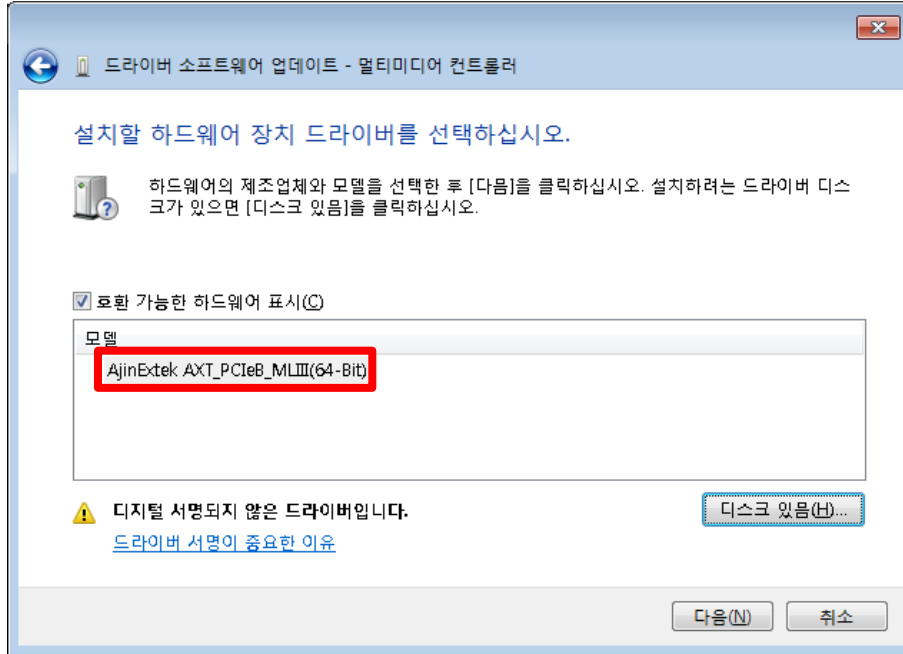 드라이버 소프트웨어 업데이트 - 멀티미디어 컨트롤러
설치할 하드웨어 장치 드라이버를 선택하십시오.
하드웨어의 제조업체와 모델을 선택한 후 [다음]을 클릭하십시오. 설치하려는 드라이버 디스
크가 있으면 [디스크 있음]을 클릭하십시오.
호환 가능한 하드웨어 표시(C)
모델
AjinExtek AXT_PCIeB_MLⅢ(64-Bit)
디지털 서명되지 않은 드라이버입니다.
디스크 있음(H)...
드라이버 서명이 중요한 이유
다음(N)
취소